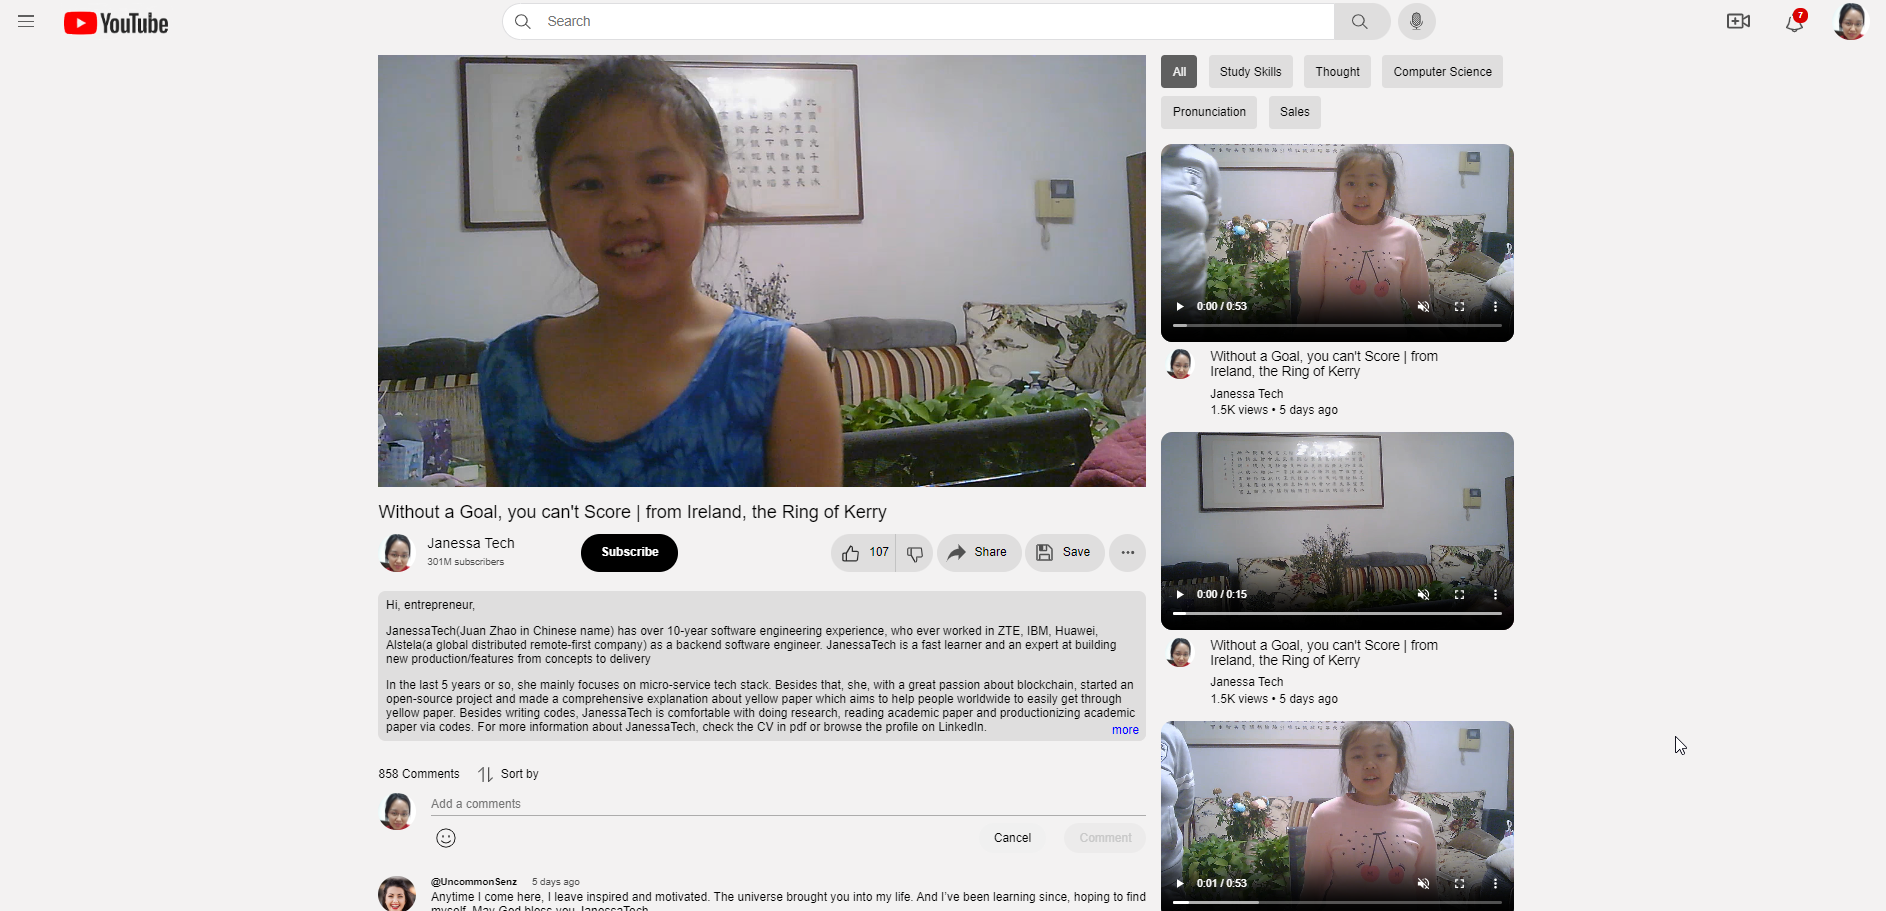 YouTube
Search
7
All
Study Skills
Thought
Computer Science
Pronunciation
Sales
Without a Goal, you can't Score | from Ireland, the Ring of Kerry
Janessa Tech
301M subscribers
Subscribe
107
Share
Save
Hi, entrepreneur,
JanessaTech(Juan Zhao in Chinese name) has over 10-year software engineering experience, who ever worked in ZTE, IBM, Huawei,
Alstela(a global distributed remote-first company) as a backend software engineer. JanessaTech is a fast learner and an expert at building
new production/features from concepts to delivery
In the last 5 years or so, she mainly focuses on micro-service tech stack. Besides that, she, with a great passion about blockchain, started an
open-source project and made a comprehensive explanation about yellow paper which aims to help people worldwide to easily get through
yellow paper. Besides writing codes, JanessaTech is comfortable with doing research, reading academic paper and productionizing academic
paper via codes. For more information about JanessaTech, check the CV in pdf or browse the profile on LinkedIn.
more
858 Comments
Sort by
Add a comments
Cancel
Comment
@UncommonSenz 5 days ago
Anytime I come here, I leave inspired and motivated. The universe brought you into my life. And I've been learning since, hoping to find
myself. May God bless you JanessaTech
0:00 / 0:53
Without a Goal, you can't Score | from
Ireland, the Ring of Kerry
Janessa Tech
1.5K views • 5 days ago
0:00 / 0:15
Without a Goal, you can't Score | from
Ireland, the Ring of Kerry
Janessa Tech
1.5K views • 5 days ago
0:01 / 0:53